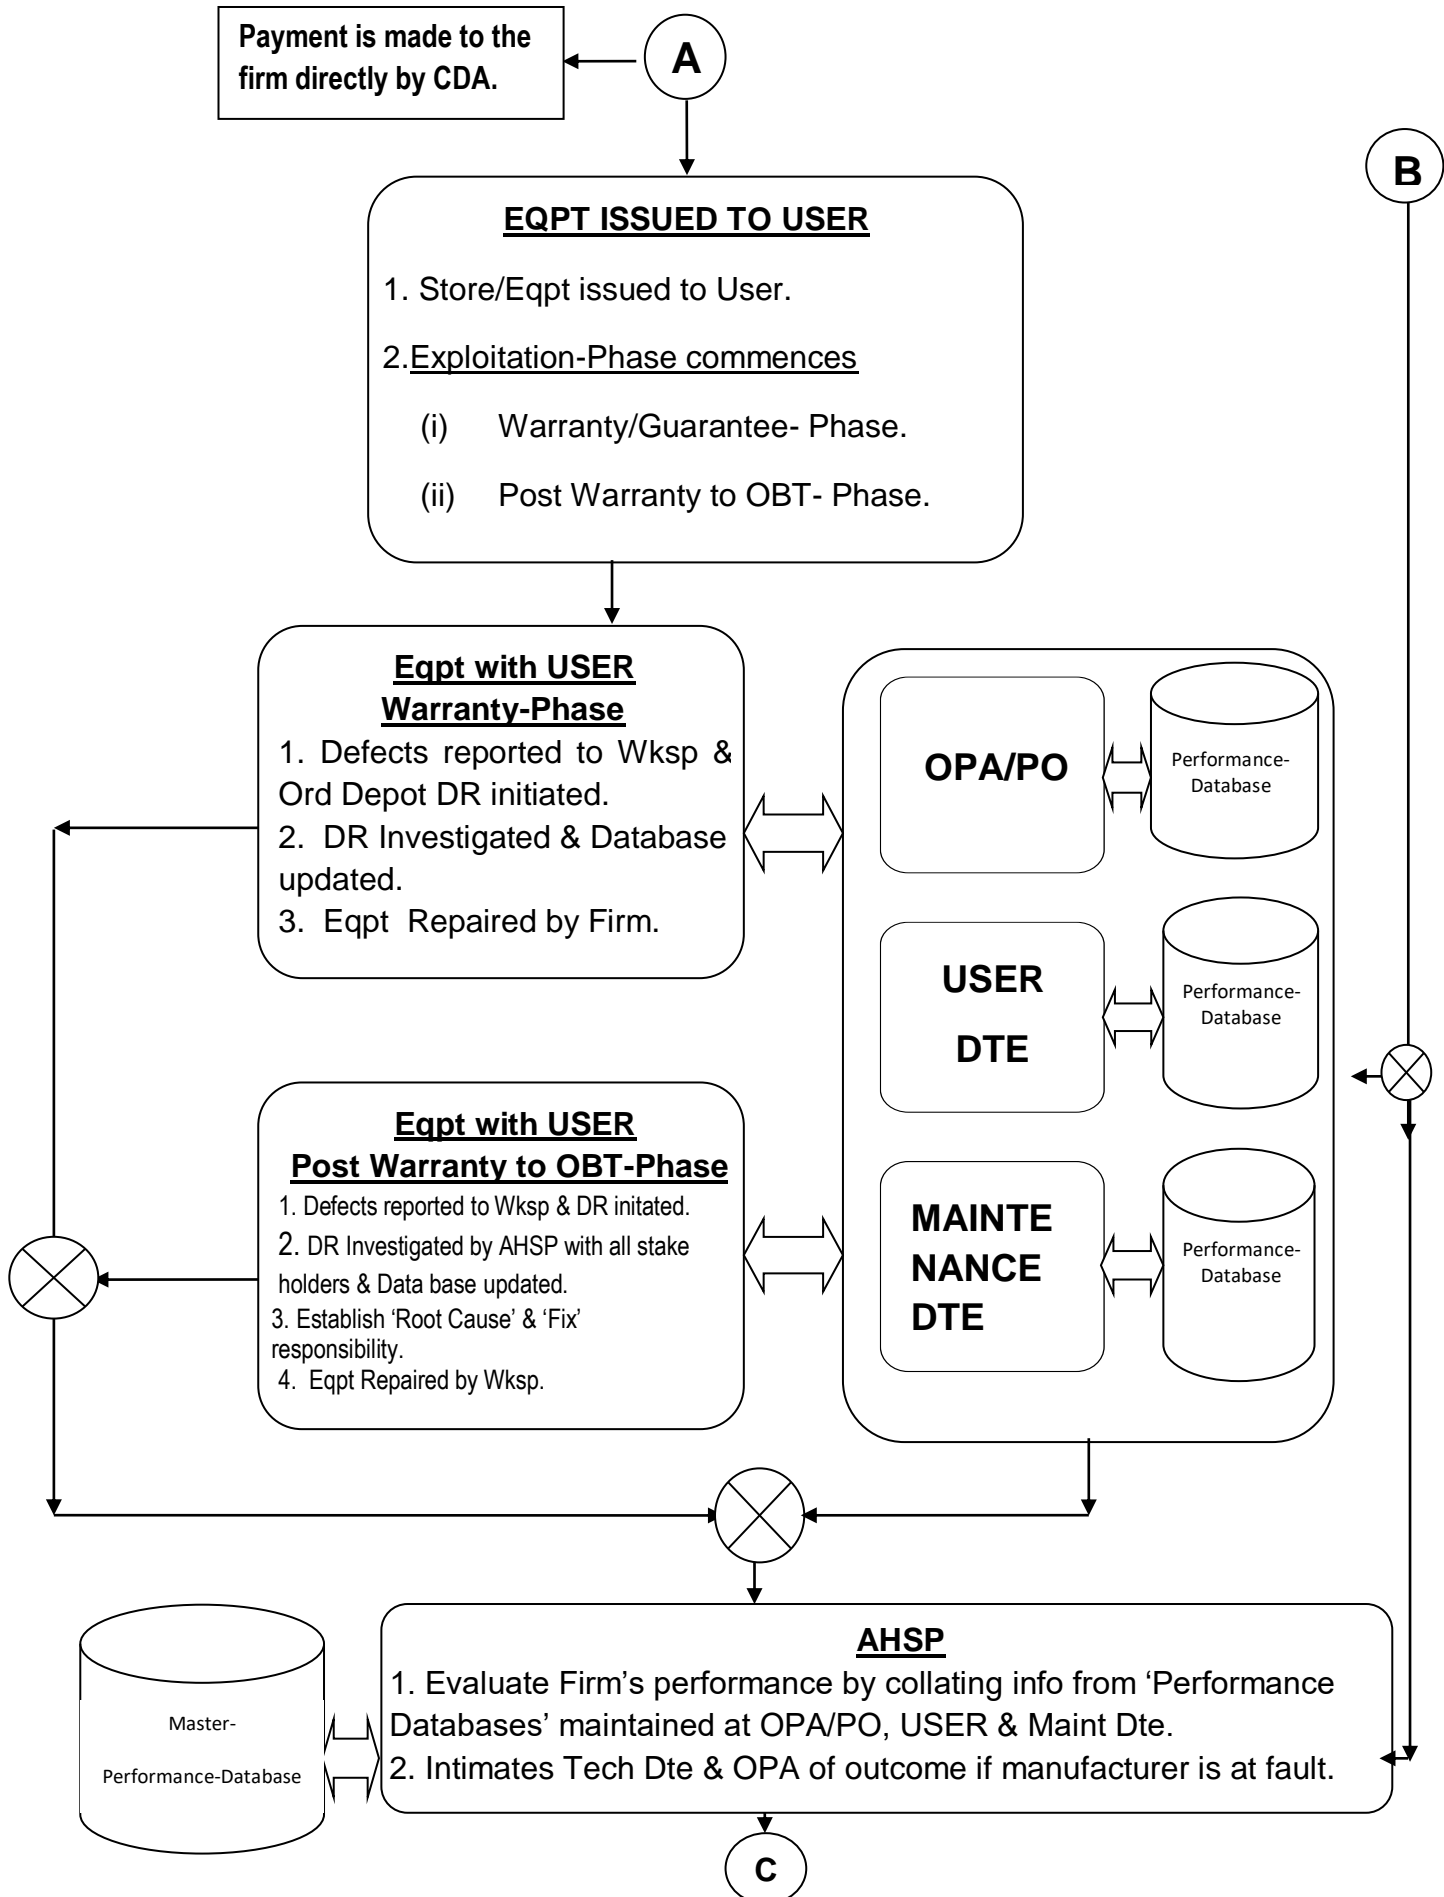 Payment is made to the
firm directly by CDA.
A
B
EQPT ISSUED TO USER
1. Store/Eqpt issued to User.
2.Exploitation-Phase commences
(i) Warranty/Guarantee- Phase.
(ii) Post Warranty to OBT- Phase.
Eqpt with USER
Warranty-Phase
1. Defects reported to Wksp &
Ord Depot DR initiated.
2. DR Investigated & Database
updated.
3. Eqpt Repaired by Firm.
OPA/PO
Performance-
Database
USER
DTE
Performance-
Database
Eqpt with USER
Post Warranty to OBT-Phase
1. Defects reported to Wksp & DR initated.
2. DR Investigated by AHSP with all stake
holders & Data base updated.
3. Establish ‘Root Cause’ & ‘Fix’
responsibility.
4. Eqpt Repaired by Wksp.
MAINTE
NANCE
DTE
Performance-
Database
AHSP
1. Evaluate Firm’s performance by collating info from ‘Performance
Databases’ maintained at OPA/PO, USER & Maint Dte.
2. Intimates Tech Dte & OPA of outcome if manufacturer is at fault.
Master-
Performance-Database
C